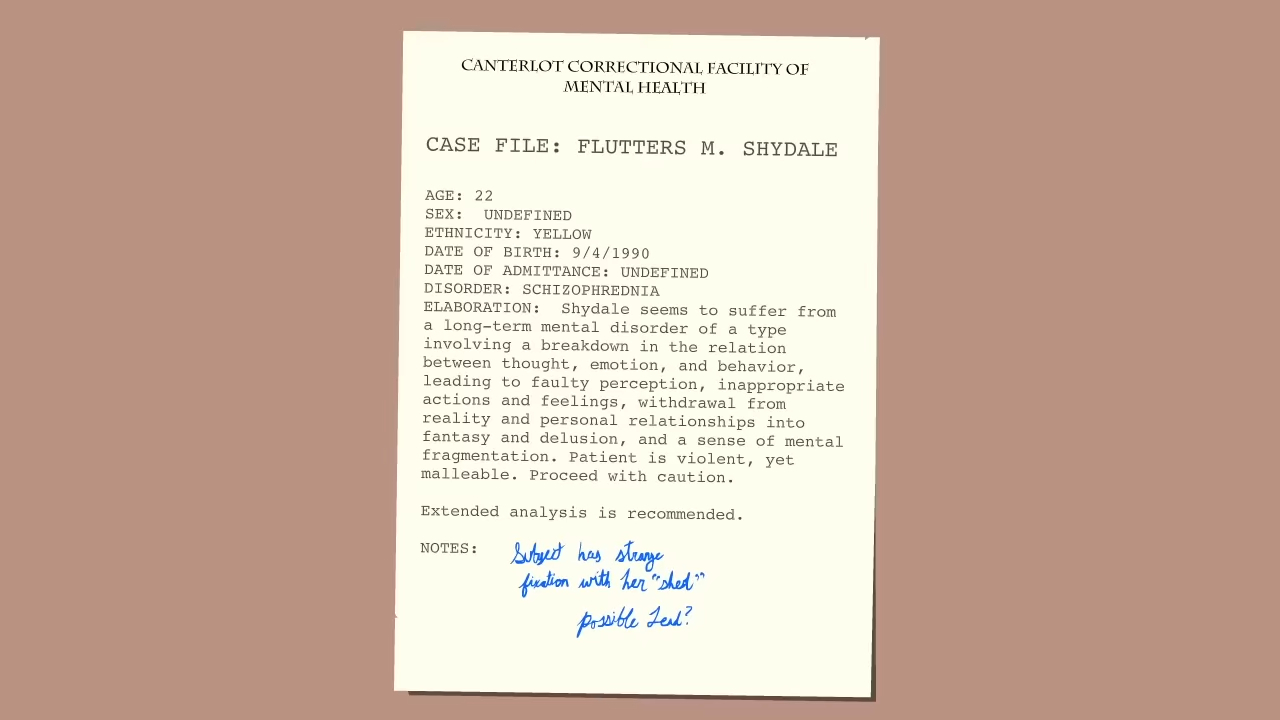 CANTERLOT CORRECTIONAL FACILITY OF
MENTAL HEALTH
CASE FILE: FLUTTERS M. SHYDALE
AGE: 22
SEX: UNDEFINED
ETHNICITY: YELLOW
DATE OF BIRTH: 9/4/1990
DATE OF ADMITTANCE: UNDEFINED
DISORDER: SCHIZOPHREDNIA
ELABORATION: Shydale seems to suffer from
a long-term mental disorder of a type
involving a breakdown in the relation
between thought, emotion, and behavior,
leading to faulty perception, inappropriate
actions and feelings, withdrawal from
reality and personal relationships into
fantasy and delusion, and a sense of mental
fragmentation. Patient is violent, yet
malleable. Proceed with caution.
Extended analysis is recommended.
NOTES: Subject has strange
fixation with her "shed"
possible Lead?